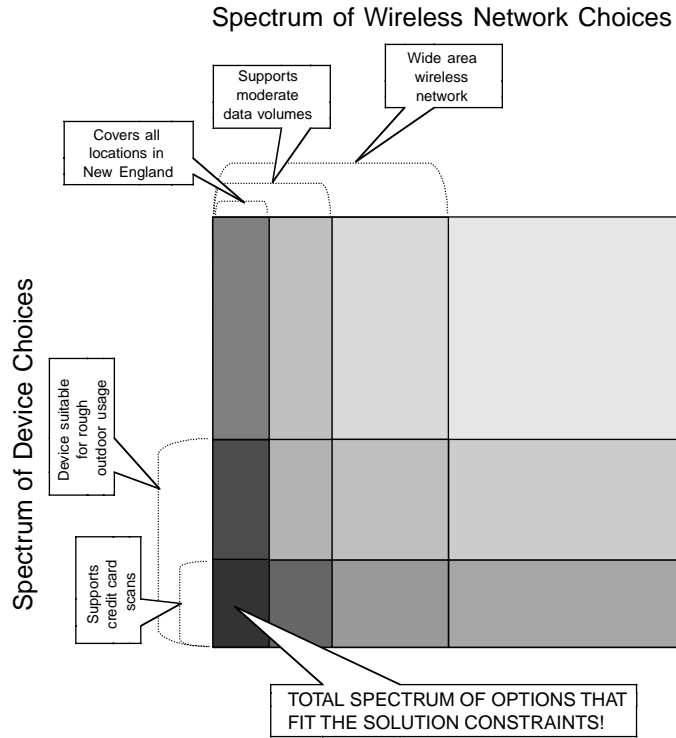 Spectrum of Wireless Network Choices
Wide area
wireless
network
Supports
moderate
data volumes
Covers all
locations in
New England
Spectrum of Device Choices
Device suitable
for rough
outdoor usage
Supports
credit card
scans
TOTAL SPECTRUM OF OPTIONS THAT
FIT THE SOLUTION CONSTRAINTS!